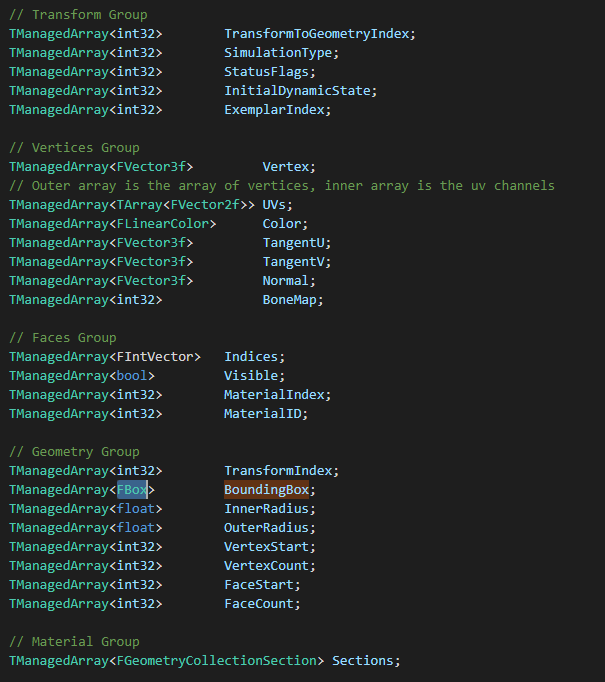 // Transform Group
TManagedArray<int32> TransformToGeometryIndex;
TManagedArray<int32> SimulationType;
TManagedArray<int32> StatusFlags;
TManagedArray<int32> InitialDynamicState;
TManagedArray<int32> ExemplarIndex;
// Vertices Group
TManagedArray<FVector3f> Vertex;
// Outer array is the array of vertices, inner array is the uv channels
TManagedArray<TArray<FVector2f>> UVs;
TManagedArray<FLinearColor> Color;
TManagedArray<FVector3f> TangentU;
TManagedArray<FVector3f> TangentV;
TManagedArray<FVector3f> Normal;
TManagedArray<int32> BoneMap;
// Faces Group
TManagedArray<FIntVector> Indices;
TManagedArray<bool> Visible;
TManagedArray<int32> MaterialIndex;
TManagedArray<int32> MaterialID;
// Geometry Group
TManagedArray<int32> TransformIndex;
TManagedArray<FBox> BoundingBox;
TManagedArray<float> InnerRadius;
TManagedArray<float> OuterRadius;
TManagedArray<int32> VertexStart;
TManagedArray<int32> VertexCount;
TManagedArray<int32> FaceStart;
TManagedArray<int32> FaceCount;
// Material Group
TManagedArray<FGeometryCollectionSection> Sections;